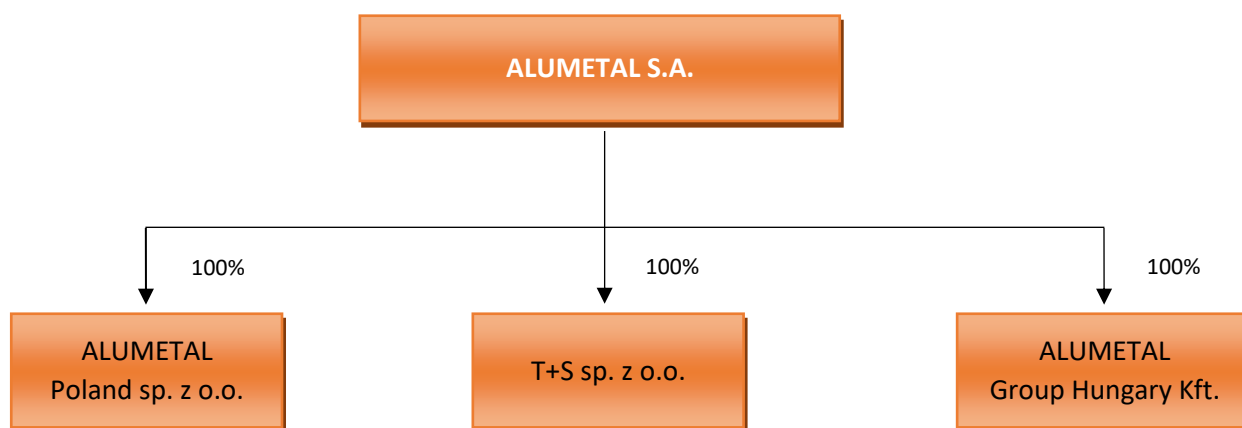 ALUMETAL S.A.
100%
100%
100%
ALUMETAL
Poland sp. z o.o.
T+S sp. z o.o.
ALUMETAL
Group Hungary Kft.